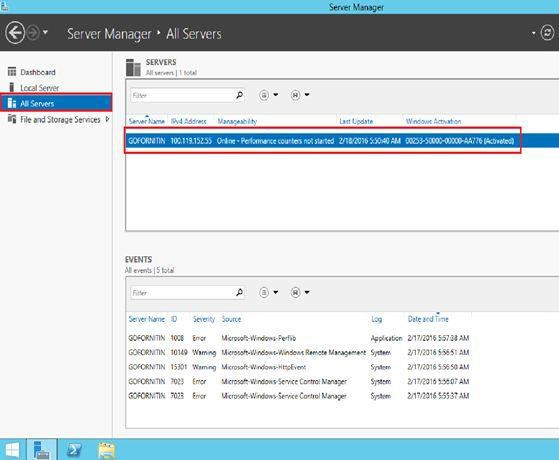 Server Manager
Server Manager • All Servers
Dashboard
Local Server
All Servers
File and Storage Services
SERVERS
All servers | 1 total
Filter
Server Name IPv4 Address Manageability Last Update Windows Activation
GOFORNITIN 100.119.152.55 Online - Performance counters not started 2/18/2016 5:50:40 AM 00253-50000-00000-AA776 (Activated)
EVENTS
All events | 5 total
Filter
Server Name ID Severity Source Log Date and Time
GOFORNITIN 1008 Error Microsoft-Windows-Perflib Application 2/17/2016 5:57:38 AM
GOFORNITIN 10149 Warning Microsoft-Windows-Windows Remote Management System 2/17/2016 5:56:51 AM
GOFORNITIN 15301 Warning Microsoft-Windows-HttpEvent System 2/17/2016 5:56:50 AM
GOFORNITIN 7023 Error Microsoft-Windows-Service Control Manager System 2/17/2016 5:56:07 AM
GOFORNITIN 7023 Error Microsoft-Windows-Service Control Manager System 2/17/2016 5:55:37 AM